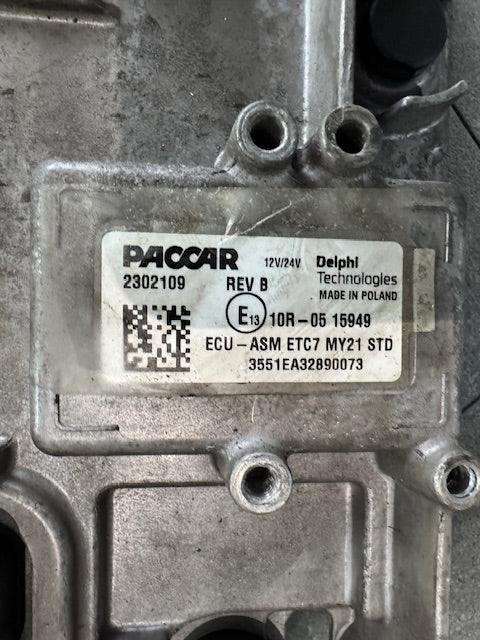 PACCAR 12V/24V Delphi
2302109 REV B Technologies
MADE IN POLAND
E13 10R-05 15949
ECU-ASM ETC7 MY21 STD
3551EA32890073